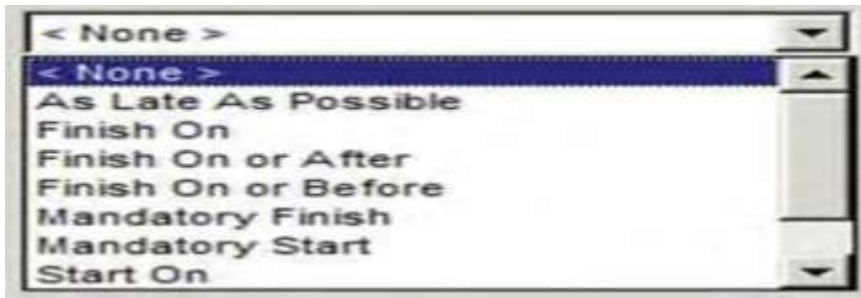 < None >
< None >
As Late As Possible
Finish On
Finish On or After
Finish On or Before
Mandatory Finish
Mandatory Start
Start On